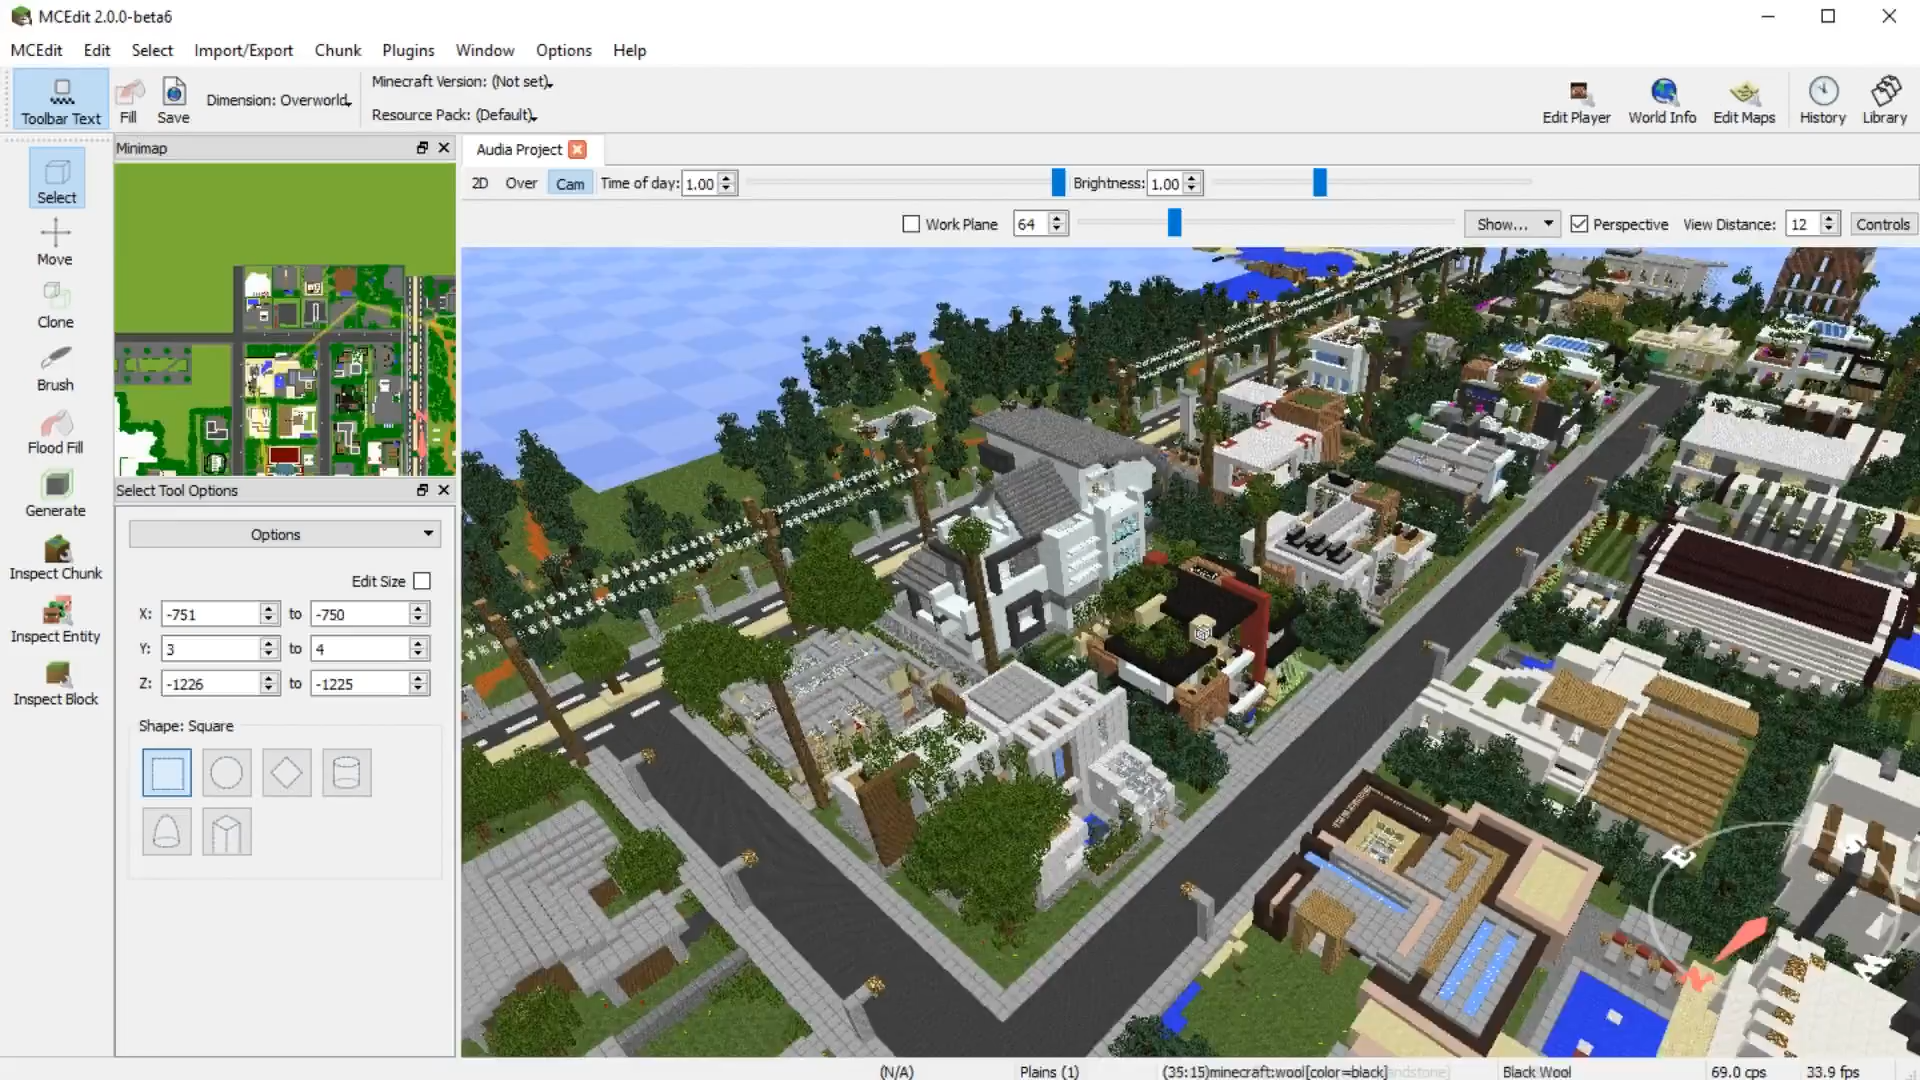 MCEdit 2.0.0-beta6
MCEdit Edit Select Import/Export Chunk Plugins Window Options Help
Toolbar Text Fill Save Dimension: Overworld
Minecraft Version: (Not set)
Resource Pack: (Default)
Edit Player World Info Edit Maps History Library
Minimap
Audia Project
2D Over Cam Time of day: 1.00 Brightness: 1.00
Work Plane 64 Show... Perspective View Distance: 12 Controls
Select
Move
Clone
Brush
Flood Fill
Generate
Inspect Chunk
Inspect Entity
Inspect Block
Select Tool Options
Options
Edit Size
X: -751 to -750
Y: 3 to 4
Z: -1226 to -1225
Shape: Square
E
S
N
W
(N/A) Plains (1) (35:15)minecraft:wool[color=black] Black Wool 69.0 cps 33.9 fps